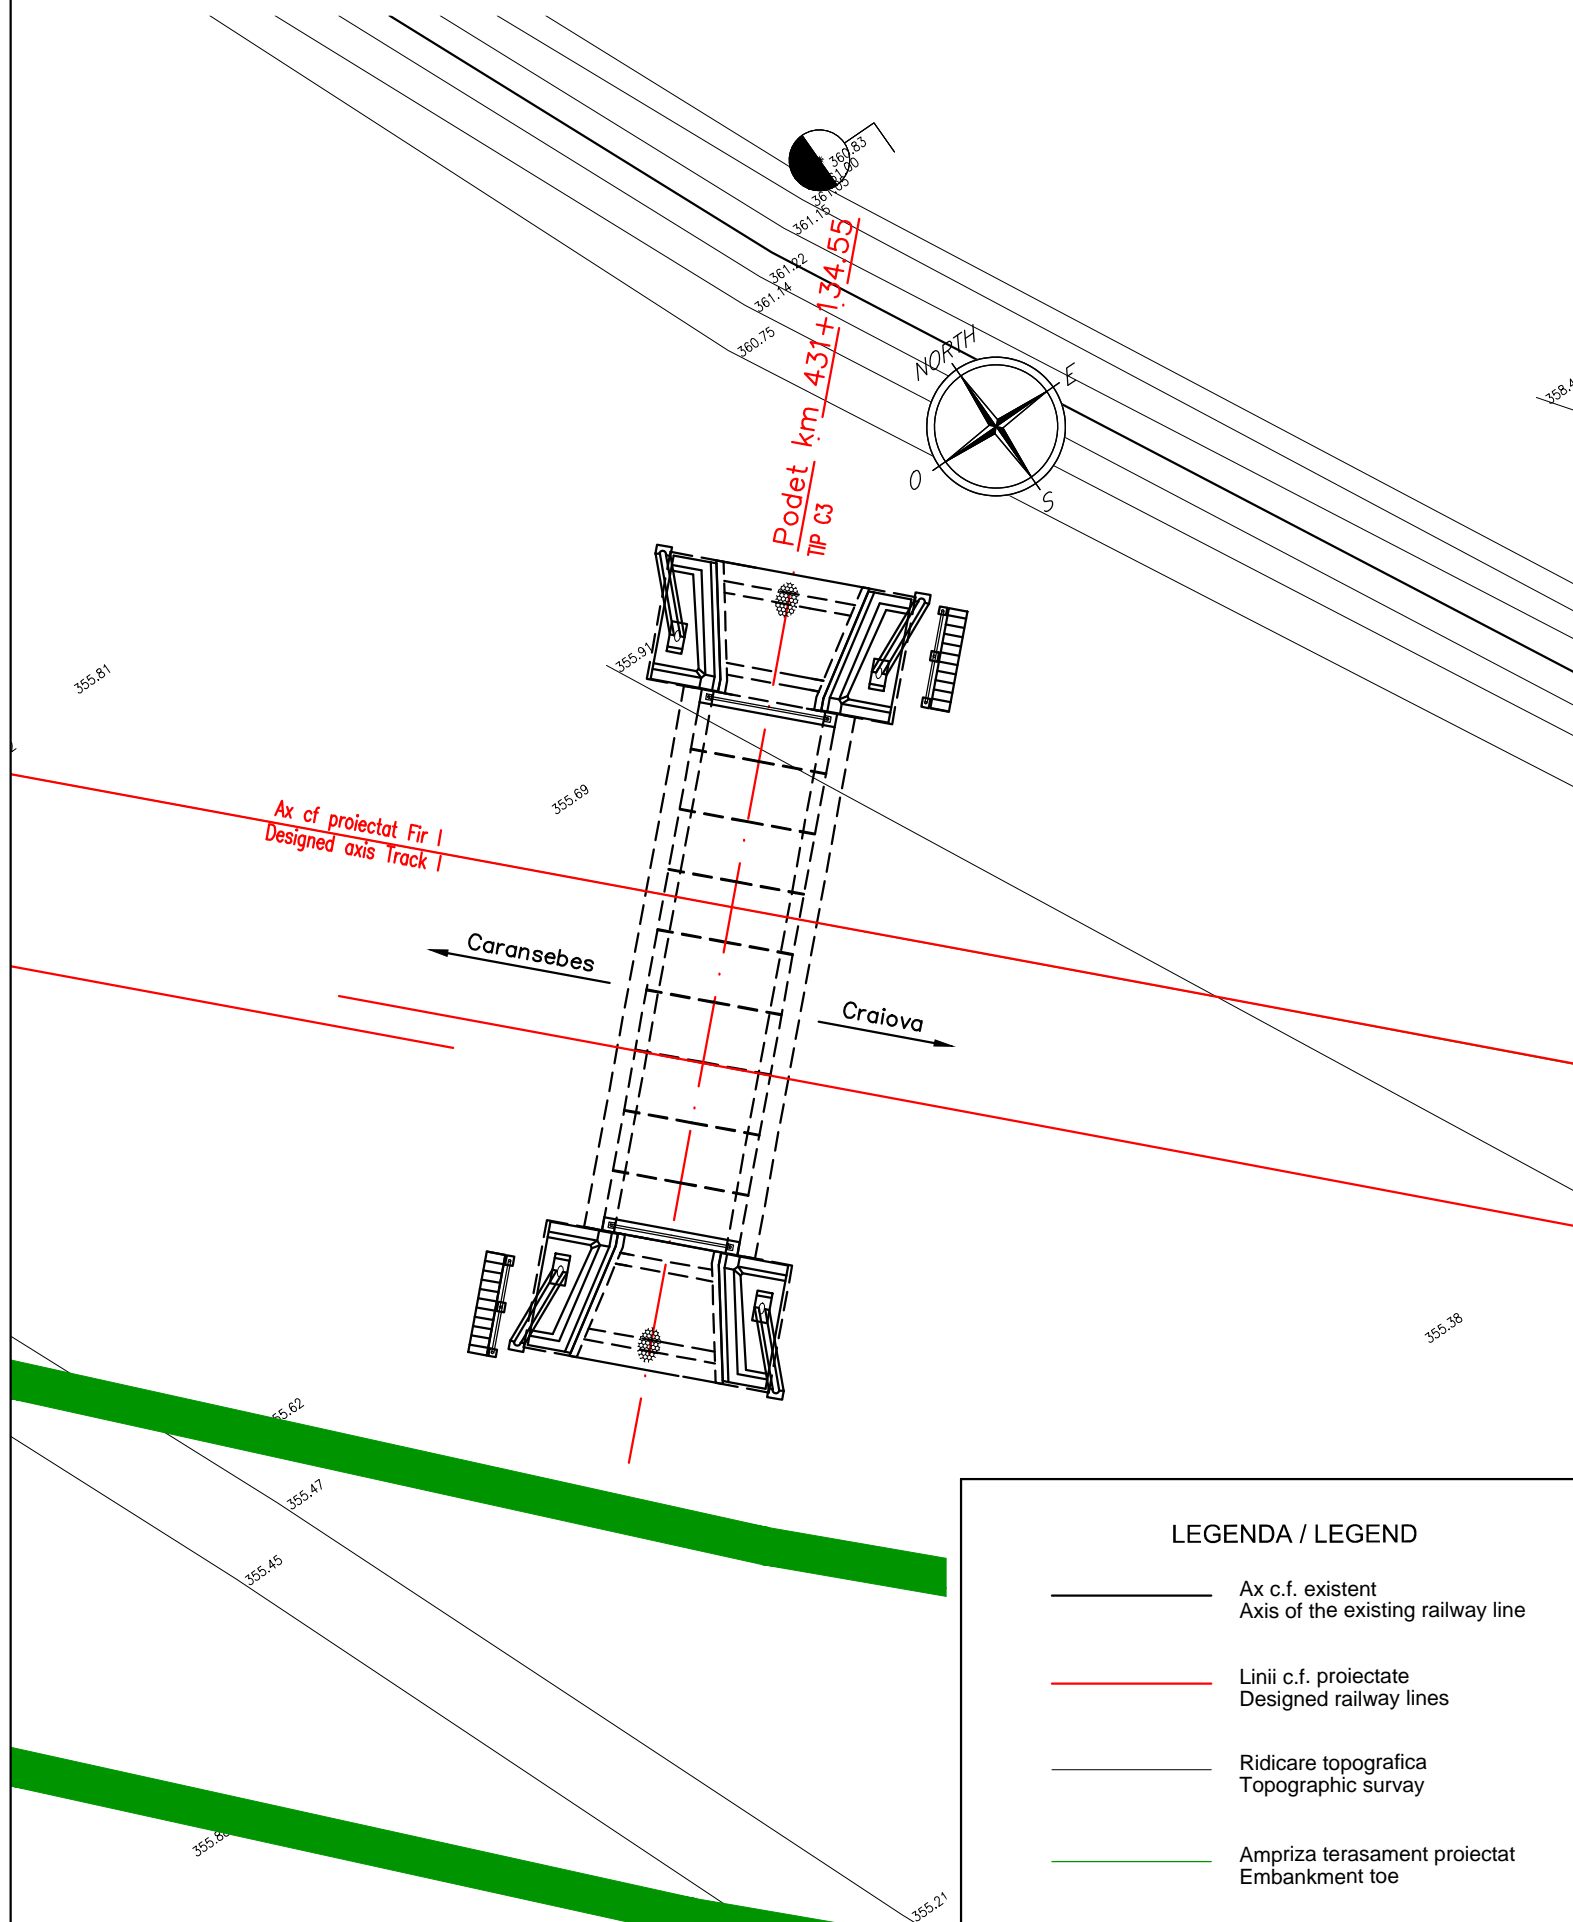 360.83
361.15
361.22
361.14
360.75
Podet km 431+134.55
TIP C3
NORTH
E
O
S
355.91
355.81
355.69
Ax cf proiectat Fir I
Designed axis Track I
Caransebes
Craiova
355.38
55.62
355.47
355.45
355.21
LEGENDA / LEGEND
Ax c.f. existent
Axis of the existing railway line
Linii c.f. proiectate
Designed railway lines
Ridicare topografica
Topographic survay
Ampriza terasament proiectat
Embankment toe